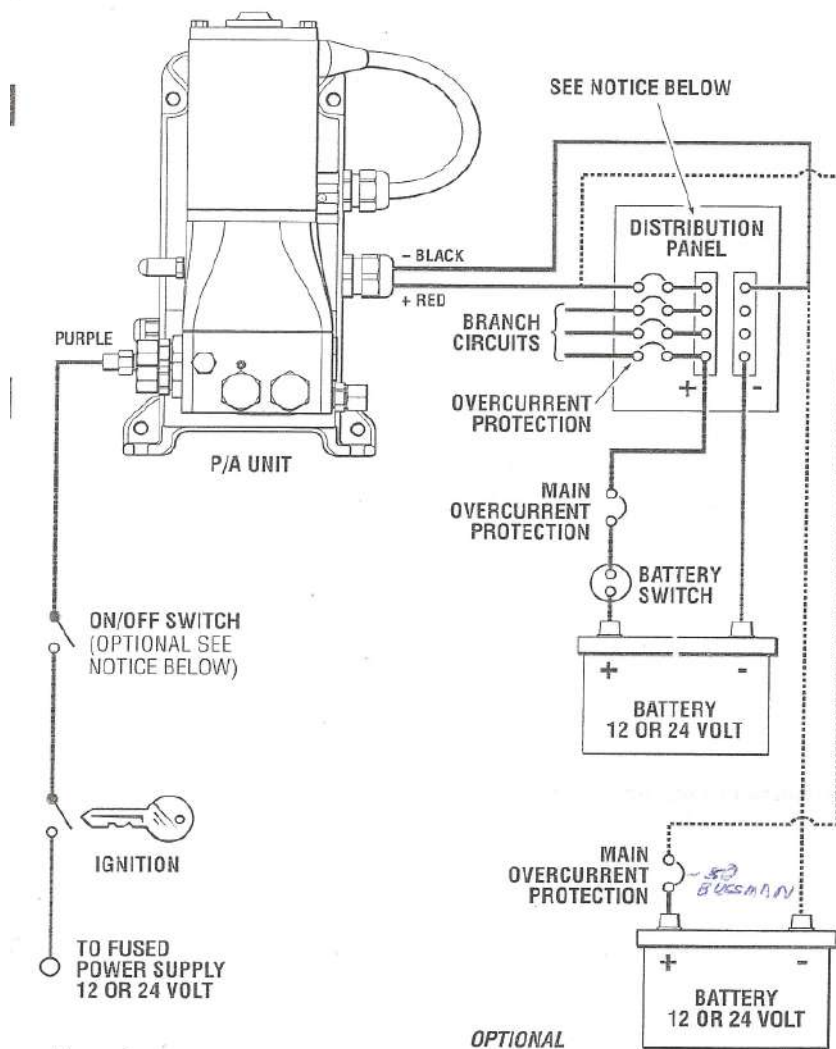 SEE NOTICE BELOW
DISTRIBUTION
PANEL
- BLACK
+ RED
BRANCH
CIRCUITS
+ -
OVERCURRENT
PROTECTION
PURPLE
P/A UNIT
MAIN
OVERCURRENT
PROTECTION
BATTERY
SWITCH
ON/OFF SWITCH
(OPTIONAL SEE
NOTICE BELOW)
+ -
BATTERY
12 OR 24 VOLT
IGNITION
MAIN
OVERCURRENT
PROTECTION
BUSSMAN
TO FUSED
POWER SUPPLY
12 OR 24 VOLT
+ -
BATTERY
12 OR 24 VOLT
OPTIONAL